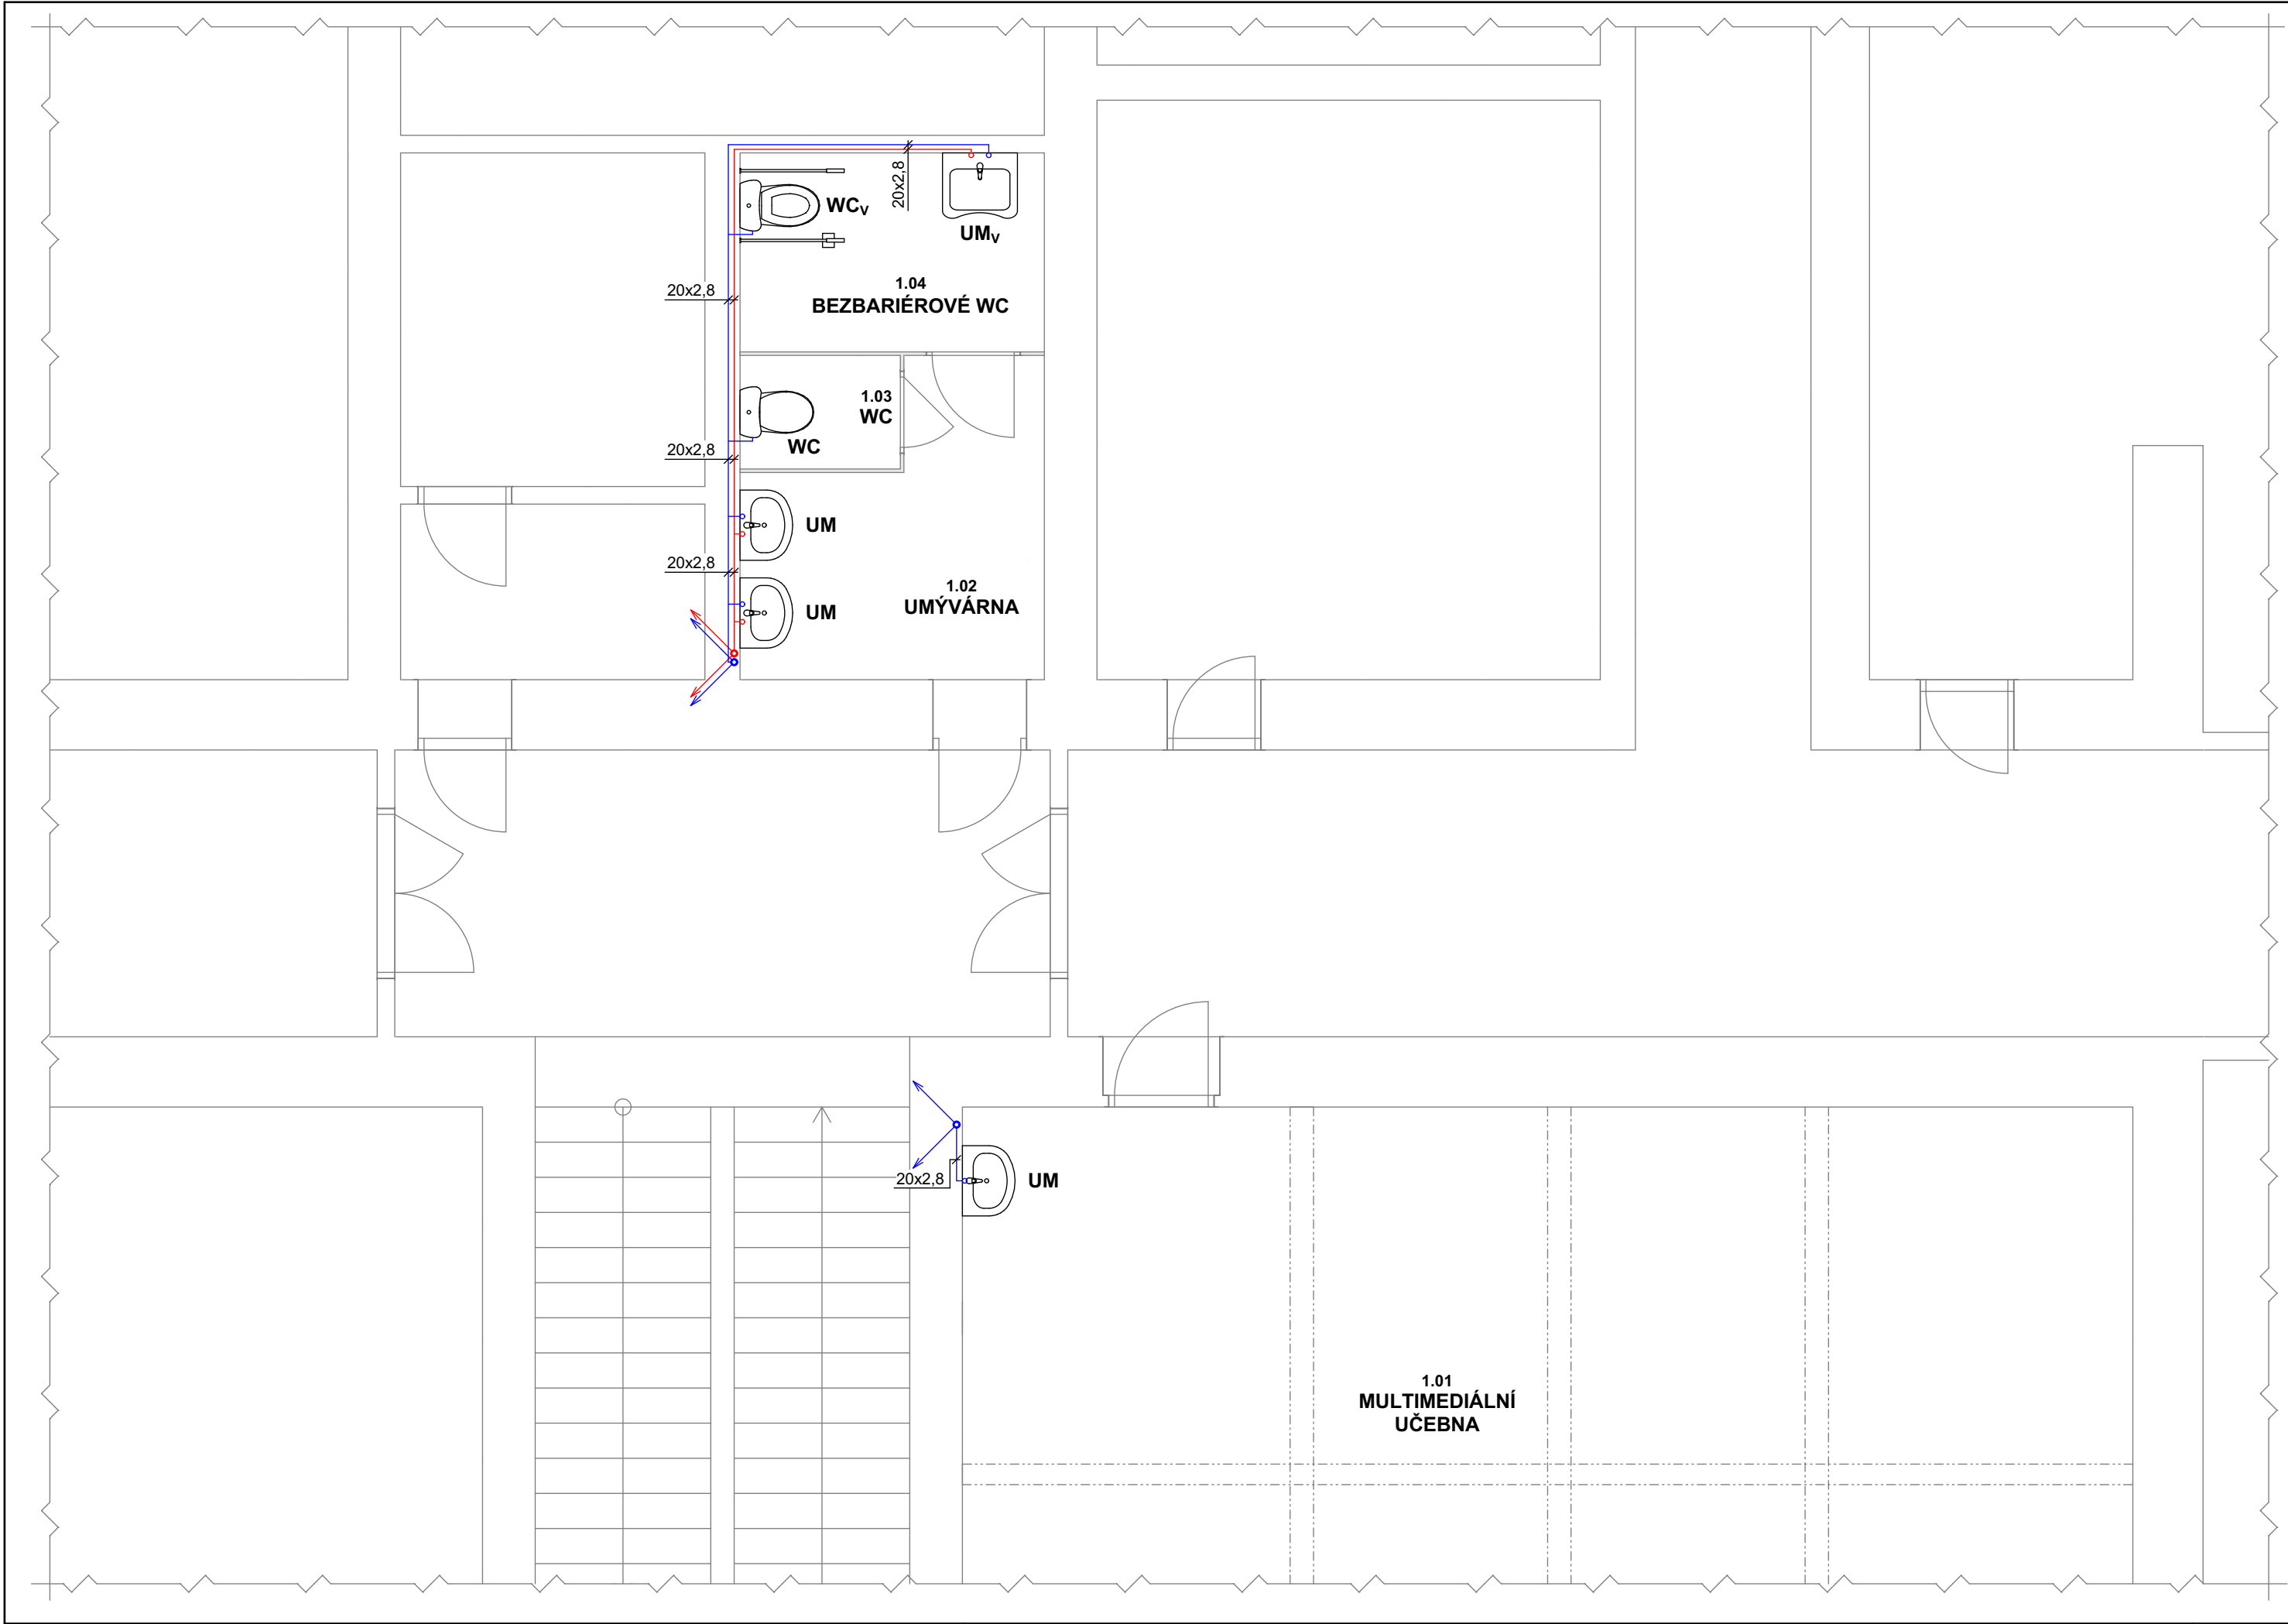 20x2,8
WCV
UMV
1.04
BEZBARIÉROVÉ WC
20x2,8
1.03
WC
WC
20x2,8
UM
20x2,8
1.02
UMÝVÁRNA
UM
20x2,8
UM
1.01
MULTIMEDIÁLNÍ
UČEBNA